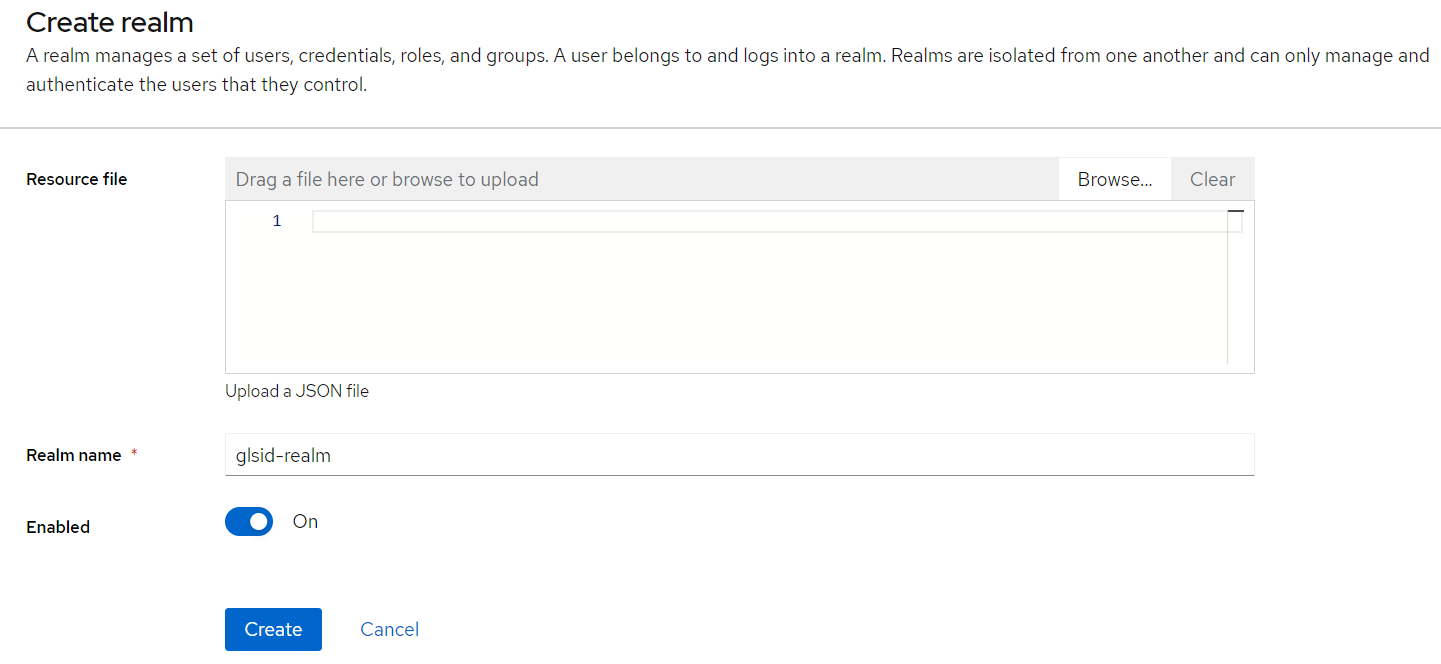 Create realm
A realm manages a set of users, credentials, roles, and groups. A user belongs to and logs into a realm. Realms are isolated from one another and can only manage and
authenticate the users that they control.
Resource file
Drag a file here or browse to upload
Browse...
Clear
1
Upload a JSON file
Realm name *
glsid-realm
Enabled
On
Create
Cancel